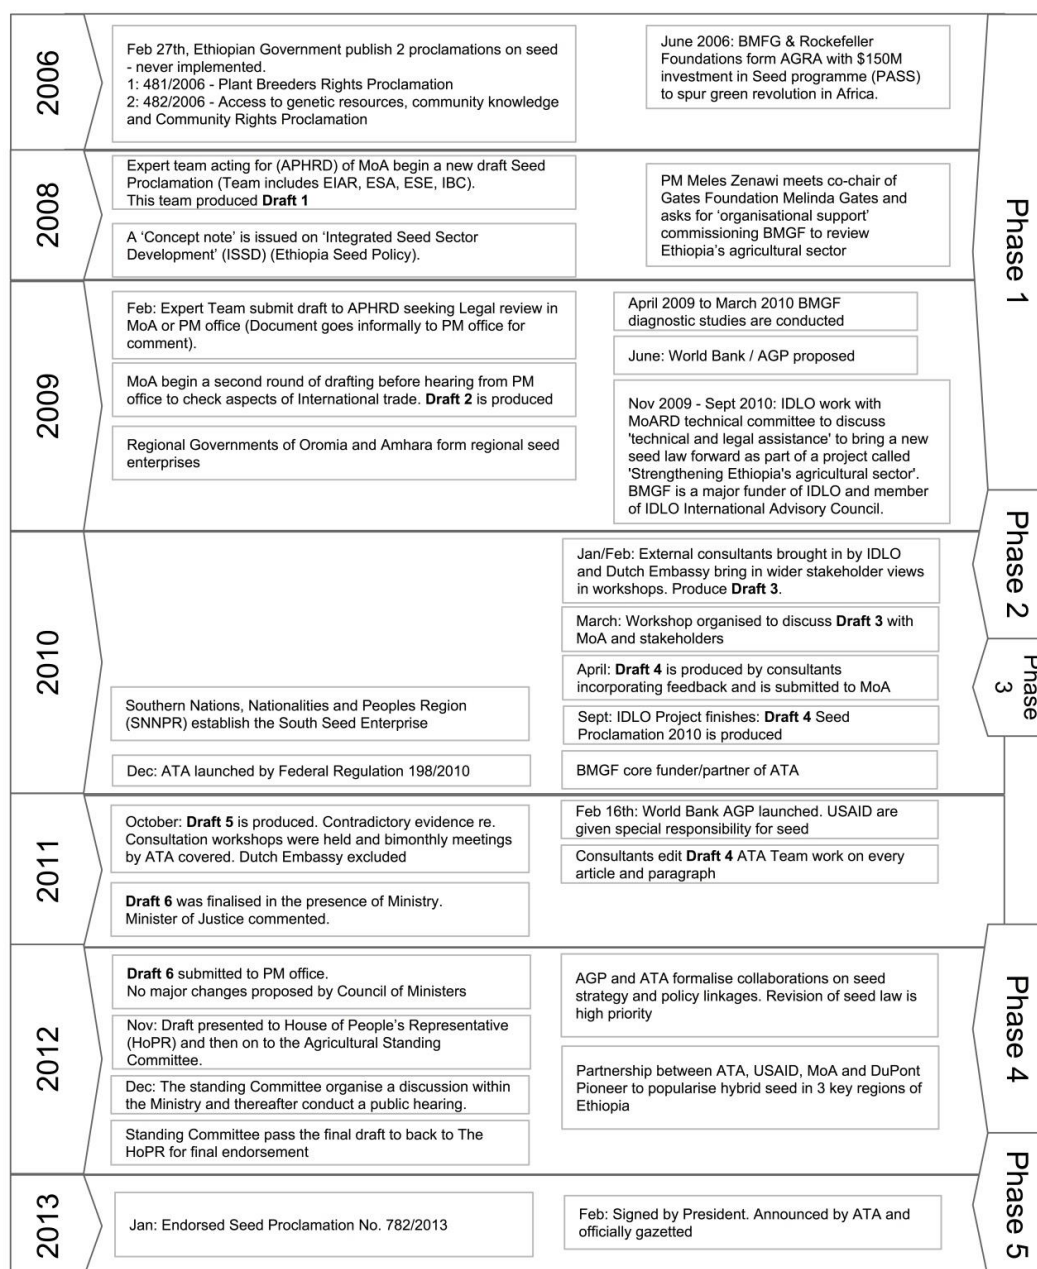 2006
Feb 27th, Ethiopian Government publish 2 proclamations on seed
- never implemented.
1: 481/2006 - Plant Breeders Rights Proclamation
2: 482/2006 - Access to genetic resources, community knowledge
and Community Rights Proclamation
June 2006: BMFG & Rockefeller
Foundations form AGRA with $150M
investment in Seed programme (PASS)
to spur green revolution in Africa.
Phase 1
2008
Expert team acting for (APHRD) of MoA begin a new draft Seed
Proclamation (Team includes EIAR, ESA, ESE, IBC).
This team produced Draft 1
A ‘Concept note’ is issued on ‘Integrated Seed Sector
Development’ (ISSD) (Ethiopia Seed Policy).
PM Meles Zenawi meets co-chair of
Gates Foundation Melinda Gates and
asks for ‘organisational support’
commissioning BMGF to review
Ethiopia’s agricultural sector
2009
Feb: Expert Team submit draft to APHRD seeking Legal review in
MoA or PM office (Document goes informally to PM office for
comment).
MoA begin a second round of drafting before hearing from PM
office to check aspects of International trade. Draft 2 is produced
Regional Governments of Oromia and Amhara form regional seed
enterprises
April 2009 to March 2010 BMGF
diagnostic studies are conducted
June: World Bank / AGP proposed
Nov 2009 - Sept 2010: IDLO work with
MoARD technical committee to discuss
'technical and legal assistance' to bring a new
seed law forward as part of a project called
'Strengthening Ethiopia's agricultural sector'.
BMGF is a major funder of IDLO and member
of IDLO International Advisory Council.
Phase 2
2010
Southern Nations, Nationalities and Peoples Region
(SNNPR) establish the South Seed Enterprise
Dec: ATA launched by Federal Regulation 198/2010
Jan/Feb: External consultants brought in by IDLO
and Dutch Embassy bring in wider stakeholder views
in workshops. Produce Draft 3.
March: Workshop organised to discuss Draft 3 with
MoA and stakeholders
April: Draft 4 is produced by consultants
incorporating feedback and is submitted to MoA
Sept: IDLO Project finishes: Draft 4 Seed
Proclamation 2010 is produced
BMGF core funder/partner of ATA
Phase
3
2011
October: Draft 5 is produced. Contradictory evidence re.
Consultation workshops were held and bimonthly meetings
by ATA covered. Dutch Embassy excluded
Draft 6 was finalised in the presence of Ministry.
Minister of Justice commented.
Feb 16th: World Bank AGP launched. USAID are
given special responsibility for seed
Consultants edit Draft 4 ATA Team work on every
article and paragraph
Phase 4
2012
Draft 6 submitted to PM office.
No major changes proposed by Council of Ministers
Nov: Draft presented to House of People’s Representative
(HoPR) and then on to the Agricultural Standing
Committee.
Dec: The standing Committee organise a discussion within
the Ministry and thereafter conduct a public hearing.
Standing Committee pass the final draft to back to The
HoPR for final endorsement
AGP and ATA formalise collaborations on seed
strategy and policy linkages. Revision of seed law is
high priority
Partnership between ATA, USAID, MoA and DuPont
Pioneer to popularise hybrid seed in 3 key regions of
Ethiopia
Phase 5
2013
Jan: Endorsed Seed Proclamation No. 782/2013
Feb: Signed by President. Announced by ATA and
officially gazetted